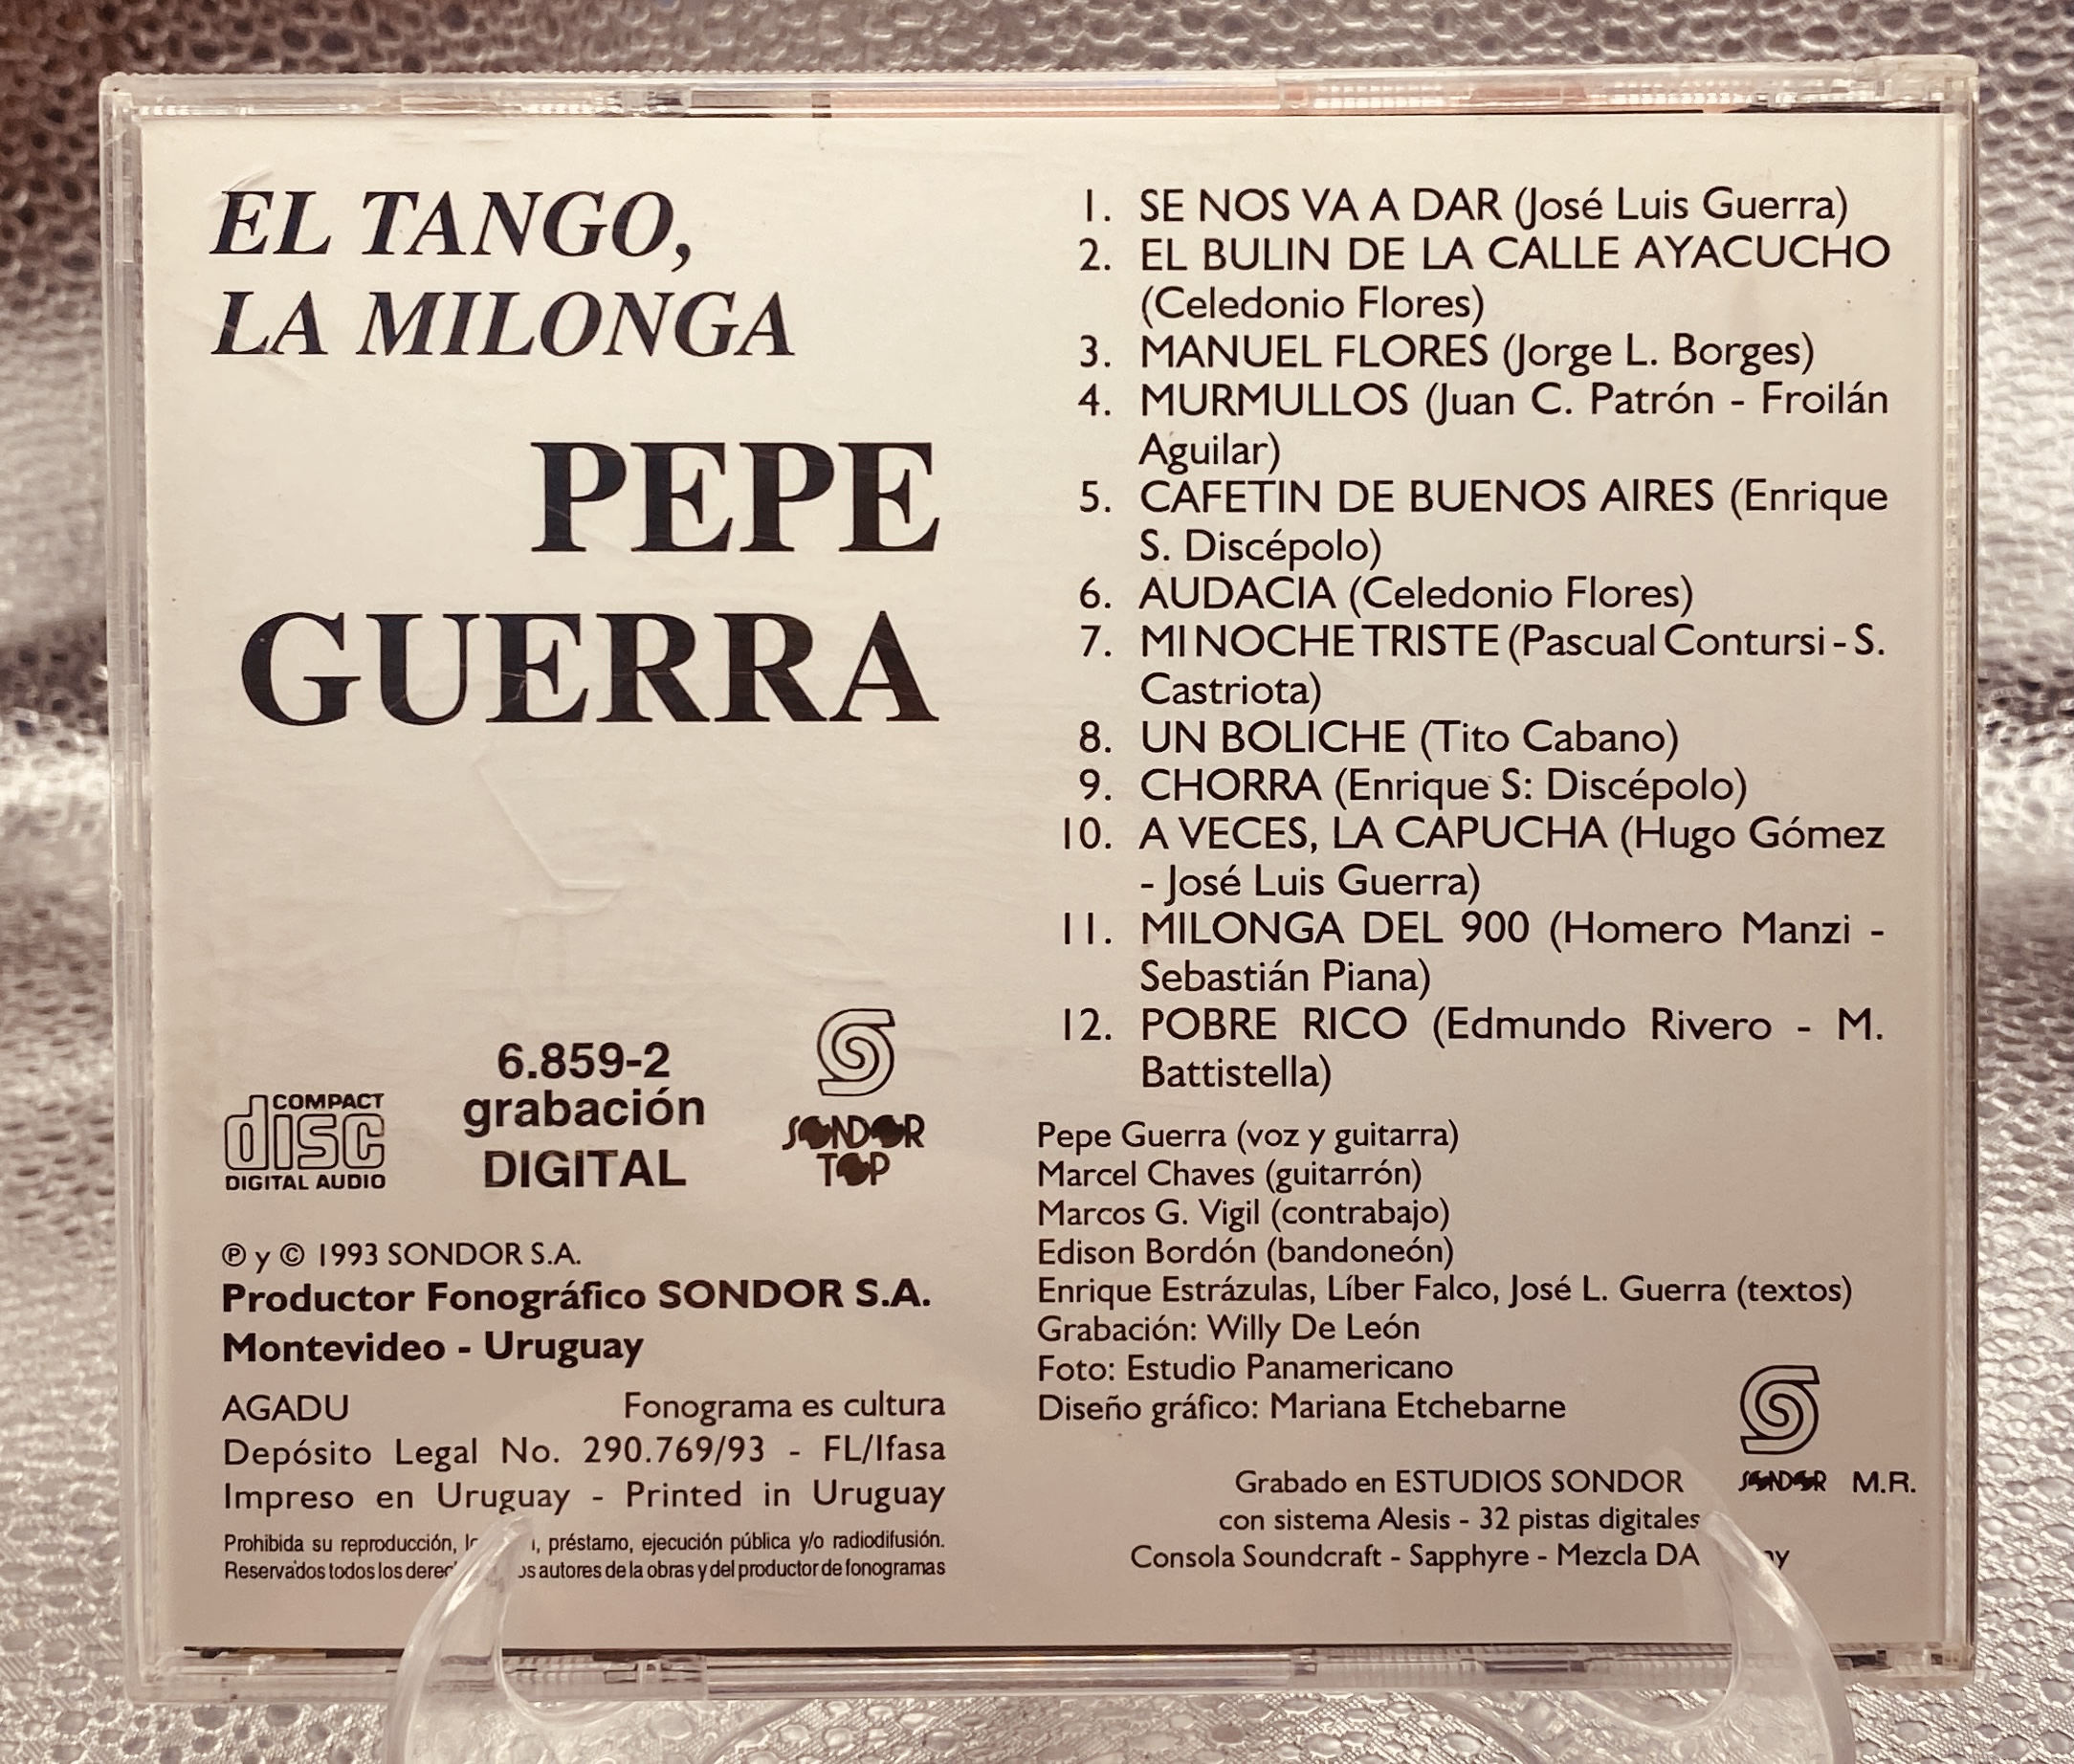 EL TANGO,
LA MILONGA
PEPE
GUERRA
1. SE NOS VA A DAR (José Luis Guerra)
2. EL BULIN DE LA CALLE AYACUCHO
(Celedonio Flores)
3. MANUEL FLORES (Jorge L. Borges)
4. MURMULLOS (Juan C. Patrón - Froilán
Aguilar)
5. CAFETIN DE BUENOS AIRES (Enrique
S. Discépolo)
6. AUDACIA (Celedonio Flores)
7. MI NOCHE TRISTE (Pascual Contursi - S.
Castriota)
8. UN BOLICHE (Tito Cabano)
9. CHORRA (Enrique S: Discépolo)
10. A VECES, LA CAPUCHA (Hugo Gómez
- José Luis Guerra)
11. MILONGA DEL 900 (Homero Manzi -
Sebastián Piana)
12. POBRE RICO (Edmundo Rivero - M.
Battistella)
Pepe Guerra (voz y guitarra)
Marcel Chaves (guitarrón)
Marcos G. Vigil (contrabajo)
Edison Bordón (bandoneón)
Enrique Estrázulas, Líber Falco, José L. Guerra (textos)
Grabación: Willy De León
Foto: Estudio Panamericano
Diseño gráfico: Mariana Etchebarne
Grabado en ESTUDIOS SONDOR
con sistema Alesis - 32 pistas digitales
Consola Soundcraft - Sapphyre - Mezcla DA
SONDOR M.R.
COMPACT
disc
DIGITAL AUDIO
6.859-2
grabación
DIGITAL
SONDOR
TOP
℗ y © 1993 SONDOR S.A.
Productor Fonográfico SONDOR S.A.
Montevideo - Uruguay
AGADU Fonograma es cultura
Depósito Legal No. 290.769/93 - FL/Ifasa
Impreso en Uruguay - Printed in Uruguay
Prohibida su reproducción, préstamo, ejecución pública y/o radiodifusión.
Reservados todos los autores de la obras y del productor de fonogramas